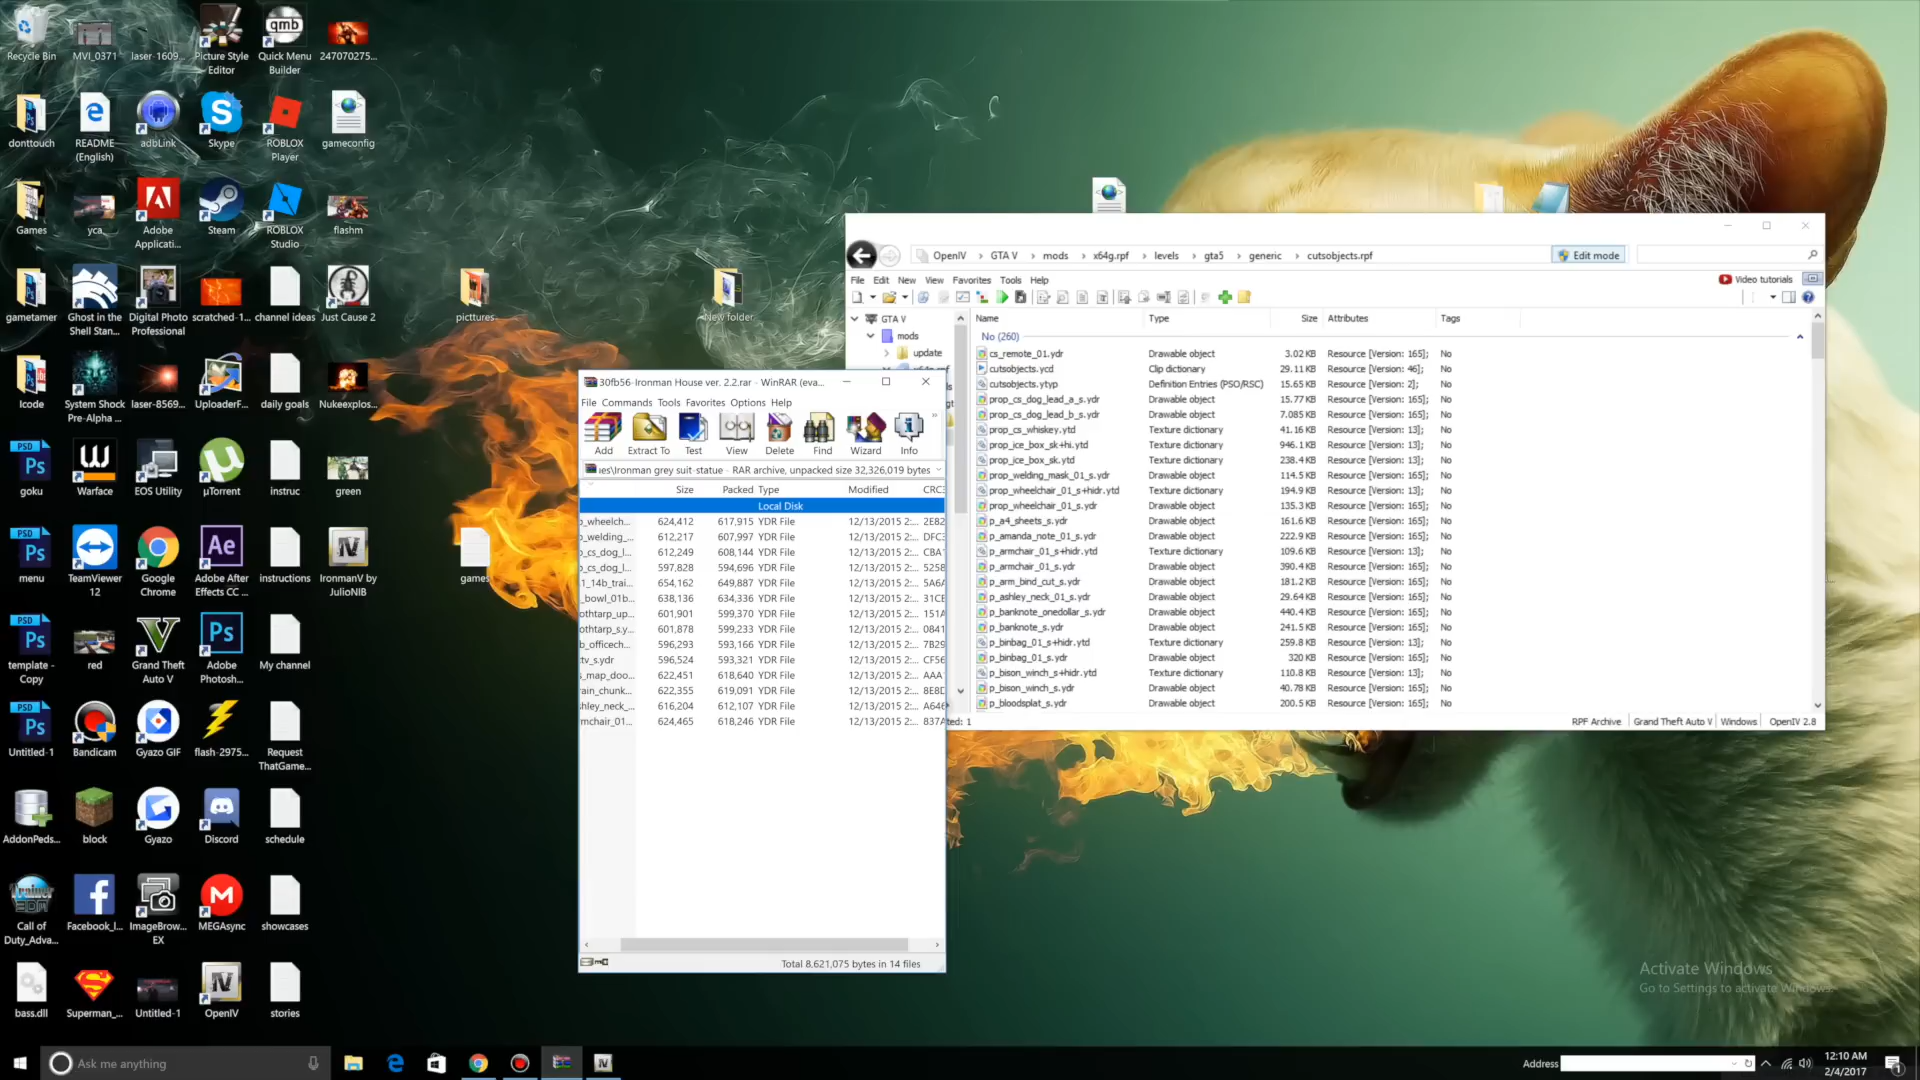 Recycle Bin
MVI_0371
laser-1609...
Picture Style Editor
Quick Menu Builder
247070275...
donttouch
README (English)
adbLink
Skype
ROBLOX Player
gameconfig
Games
yca
Adobe Applicati...
Steam
ROBLOX Studio
flashm
gametamer
Ghost in the Shell Stan...
Digital Photo Professional
scratched-1...
channel ideas
Just Cause 2
picttures
New folder
lcode
System Shock Pre-Alpha ...
laser-8569...
UploaderF...
daily goals
Nukeexplos...
goku
Warface
EOS Utility
µTorrent
instruc
green
menu
TeamViewer 12
Google Chrome
Adobe After Effects CC ...
instructions
IronmanV by JulioNIB
games
template - Copy
red
Grand Theft Auto V
Adobe Photosh...
My channel
Untitled-1
Bandicam
Gyazo GIF
flash-2975...
Request ThatGame...
AddonPeds...
block
Gyazo
Discord
schedule
Call of Duty_Adva...
Facebook_l...
ImageBrow... EX
MEGAsync
showcases
bass.dll
Superman_...
Untitled-1
OpenIV
stories
30fb56-Ironman House ver. 2.2.rar - WinRAR (eva...
File Commands Tools Favorites Options Help
Add Extract To Test View Delete Find Wizard Info
es\Ironman grey suit-statue - RAR archive, unpacked size 32,326,019 bytes
Size Packed Type Modified CRC3
Local Disk
_wheelch... 624,412 617,915 YDR File 12/13/2015 2:... 2E82
_welding_... 612,217 607,997 YDR File 12/13/2015 2:... DFC3
_cs_dog_l... 612,249 608,144 YDR File 12/13/2015 2:... CBA
_cs_dog_l... 597,828 594,696 YDR File 12/13/2015 2:... 5258
1_14b_trai... 654,162 649,887 YDR File 12/13/2015 2:... 5A6
_bowl_01b... 638,136 634,336 YDR File 12/13/2015 2:... 31CE
othtarp_up... 601,901 599,370 YDR File 12/13/2015 2:... 151A
othtarp_s.y... 601,878 599,233 YDR File 12/13/2015 2:... 0841
b_officech... 596,293 593,166 YDR File 12/13/2015 2:... 7B29
tv_s.ydr 596,524 593,321 YDR File 12/13/2015 2:... CF56
s_map_doo... 622,451 618,640 YDR File 12/13/2015 2:... AAA
ain_chunk... 622,355 619,091 YDR File 12/13/2015 2:... 8E8D
shley_neck_... 616,204 612,107 YDR File 12/13/2015 2:... A646
mchair_01... 624,465 618,246 YDR File 12/13/2015 2:... 837A
Total 8,621,075 bytes in 14 files
OpenIV GTA V mods x64g.rpf levels gta5 generic cutsobjects.rpf Edit mode
File Edit New View Favorites Tools Help Video tutorials
GTA V
mods
update
Name Type Size Attributes Tags
No (260)
cs_remote_01.ydr Drawable object 3.02 KB Resource [Version: 165]; No
cutsobjects.ycd Clip dictionary 29.11 KB Resource [Version: 46]; No
cutsobjects.ytyp Definition Entries (PSO/RSC) 15.65 KB Resource [Version: 2]; No
prop_cs_dog_lead_a_s.ydr Drawable object 15.77 KB Resource [Version: 165]; No
prop_cs_dog_lead_b_s.ydr Drawable object 7.085 KB Resource [Version: 165]; No
prop_cs_whiskey.ytd Texture dictionary 41.16 KB Resource [Version: 13]; No
prop_ice_box_sk+hi.ytd Texture dictionary 946.1 KB Resource [Version: 13]; No
prop_ice_box_sk.ytd Texture dictionary 238.4 KB Resource [Version: 13]; No
prop_welding_mask_01_s.ydr Drawable object 114.5 KB Resource [Version: 165]; No
prop_wheelchair_01_s+hidr.ytd Texture dictionary 194.9 KB Resource [Version: 13]; No
prop_wheelchair_01_s.ydr Drawable object 135.3 KB Resource [Version: 165]; No
p_a4_sheets_s.ydr Drawable object 161.6 KB Resource [Version: 165]; No
p_amanda_note_01_s.ydr Drawable object 222.9 KB Resource [Version: 165]; No
p_armchair_01_s+hidr.ytd Texture dictionary 109.6 KB Resource [Version: 13]; No
p_armchair_01_s.ydr Drawable object 390.4 KB Resource [Version: 165]; No
p_arm_bind_cut_s.ydr Drawable object 181.2 KB Resource [Version: 165]; No
p_ashley_neck_01_s.ydr Drawable object 29.64 KB Resource [Version: 165]; No
p_banknote_onedollar_s.ydr Drawable object 440.4 KB Resource [Version: 165]; No
p_banknote_s.ydr Drawable object 241.5 KB Resource [Version: 165]; No
p_binbag_01_s+hidr.ytd Texture dictionary 259.8 KB Resource [Version: 13]; No
p_binbag_01_s.ydr Drawable object 320 KB Resource [Version: 165]; No
p_bison_winch_s+hidr.ytd Texture dictionary 110.8 KB Resource [Version: 13]; No
p_bison_winch_s.ydr Drawable object 40.78 KB Resource [Version: 165]; No
p_bloodsplat_s.ydr Drawable object 200.5 KB Resource [Version: 165]; No
ted: 1 RPF Archive Grand Theft Auto V Windows OpenIV 2.8
Activate Windows
Go to Settings to activate Windows.
Ask me anything
Address
12:10 AM
2/4/2017